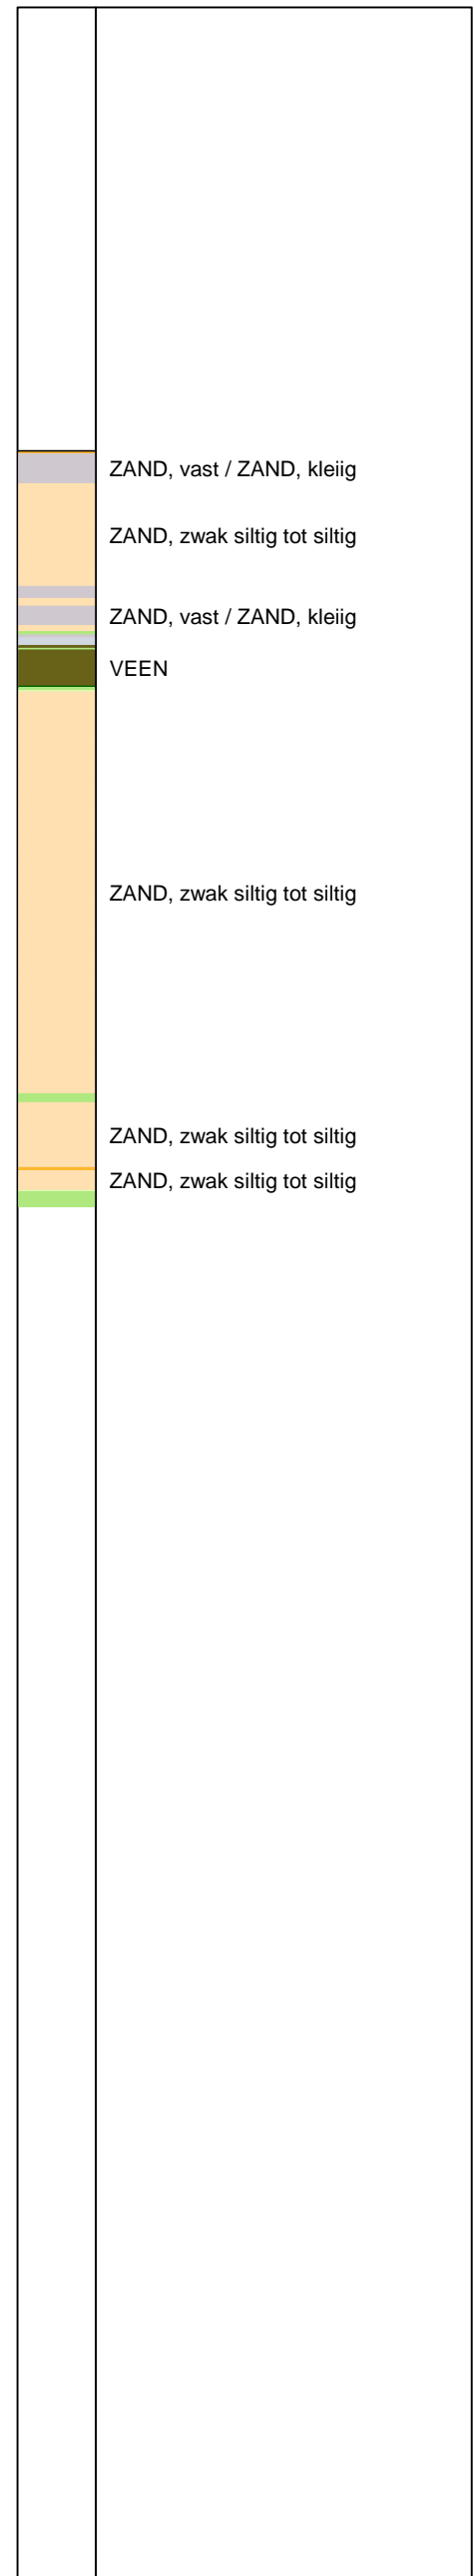 ZAND, vast / ZAND, kleiig
ZAND, zwak siltig tot siltig
ZAND, vast / ZAND, kleiig
VEEN
ZAND, zwak siltig tot siltig
ZAND, zwak siltig tot siltig
ZAND, zwak siltig tot siltig